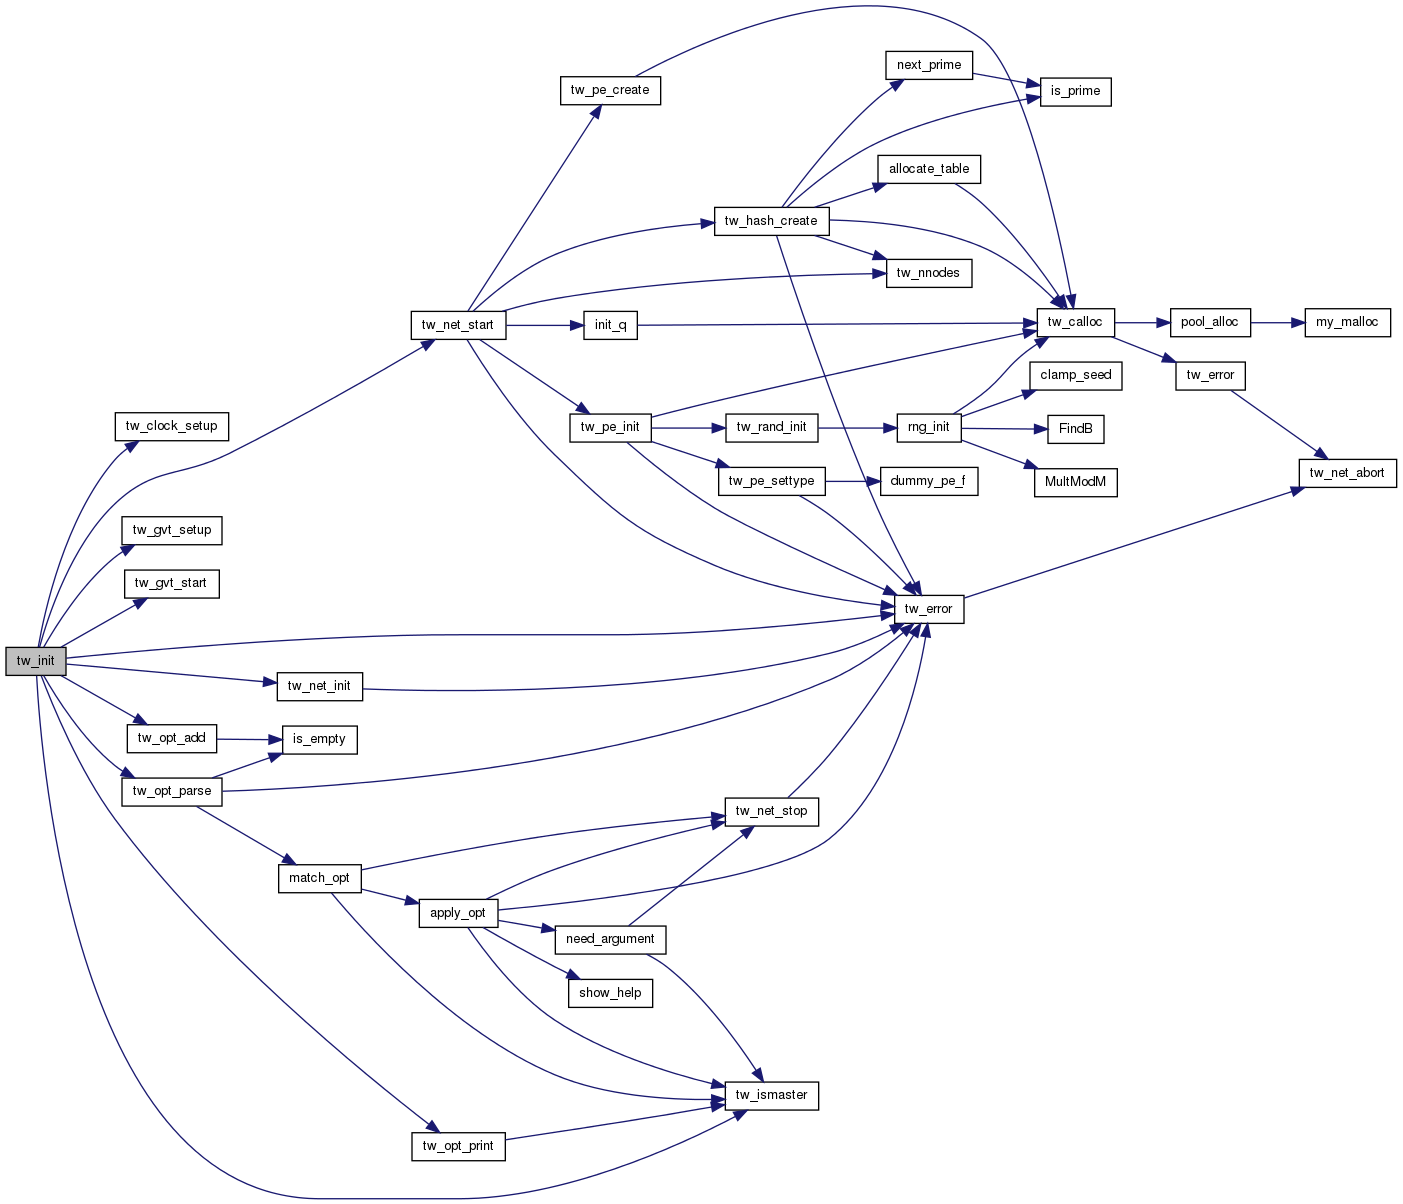 tw_init
tw_clock_setup
tw_gvt_setup
tw_gvt_start
tw_net_init
tw_opt_add
is_empty
tw_opt_parse
match_opt
tw_net_start
tw_pe_create
tw_hash_create
next_prime
is_prime
allocate_table
tw_nnodes
init_q
tw_calloc
pool_alloc
my_malloc
tw_error
tw_pe_init
tw_rand_init
rng_init
clamp_seed
FindB
MultModM
tw_net_abort
tw_pe_settype
dummy_pe_f
tw_error
tw_net_stop
apply_opt
need_argument
show_help
tw_ismaster
tw_opt_print